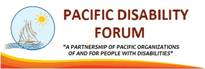 PACIFIC DISABILITY
FORUM
"A PARTNERSHIP OF PACIFIC ORGANIZATIONS
OF AND FOR PEOPLE WITH DISABILITIES"